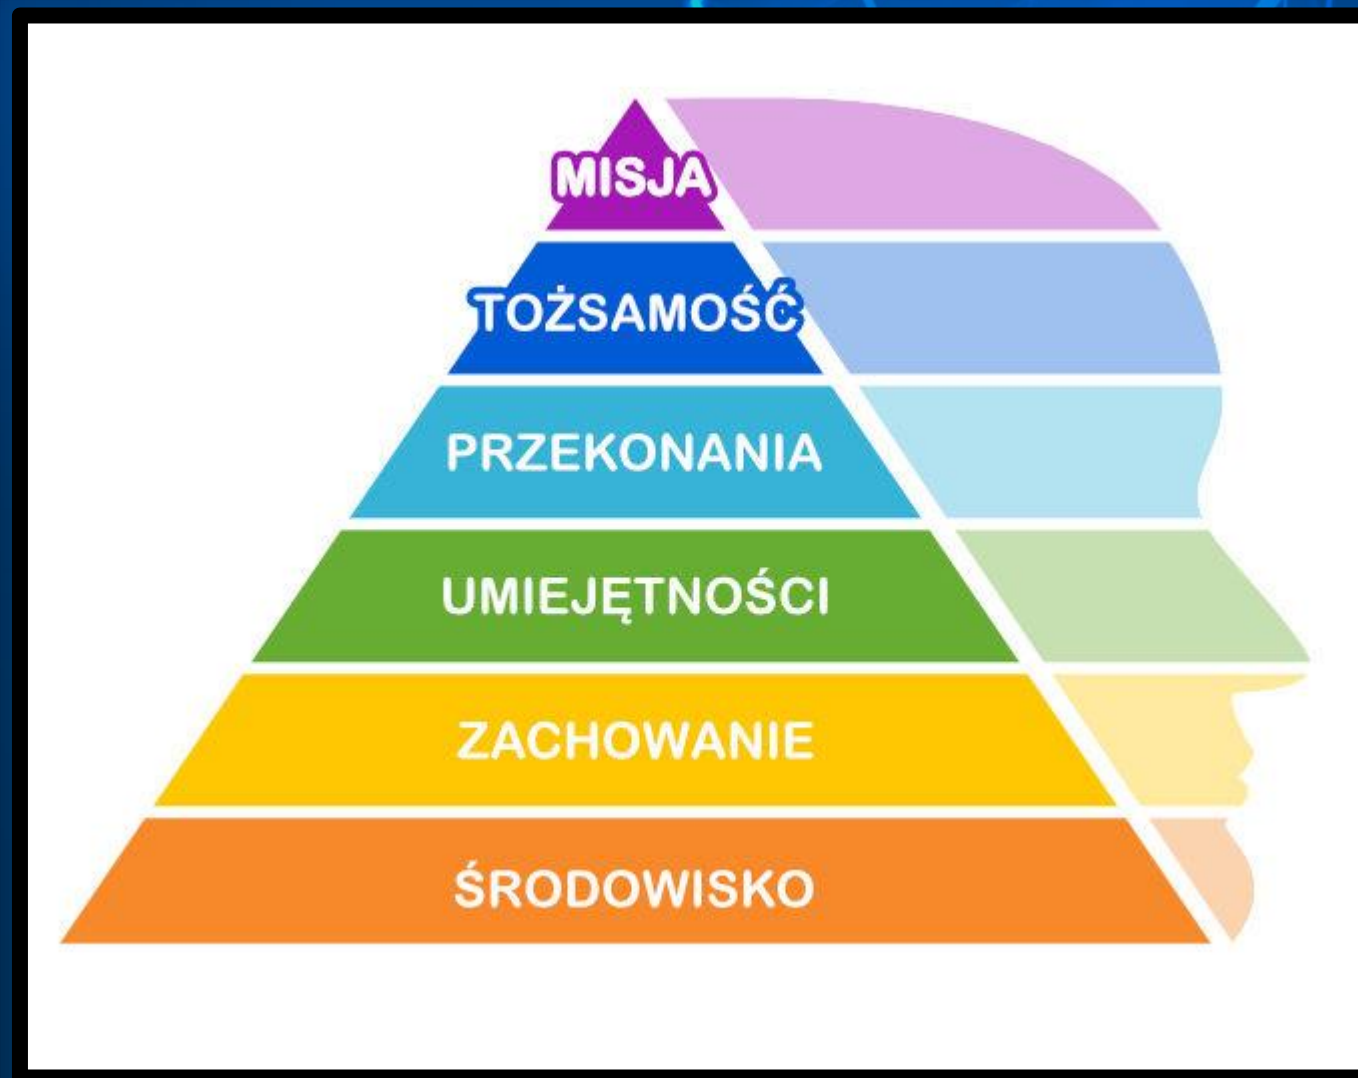 MISJA
TOŻSAMOŚĆ
PRZEKONANIA
UMIEJĘTNOŚCI
ZACHOWANIE
ŚRODOWISKO